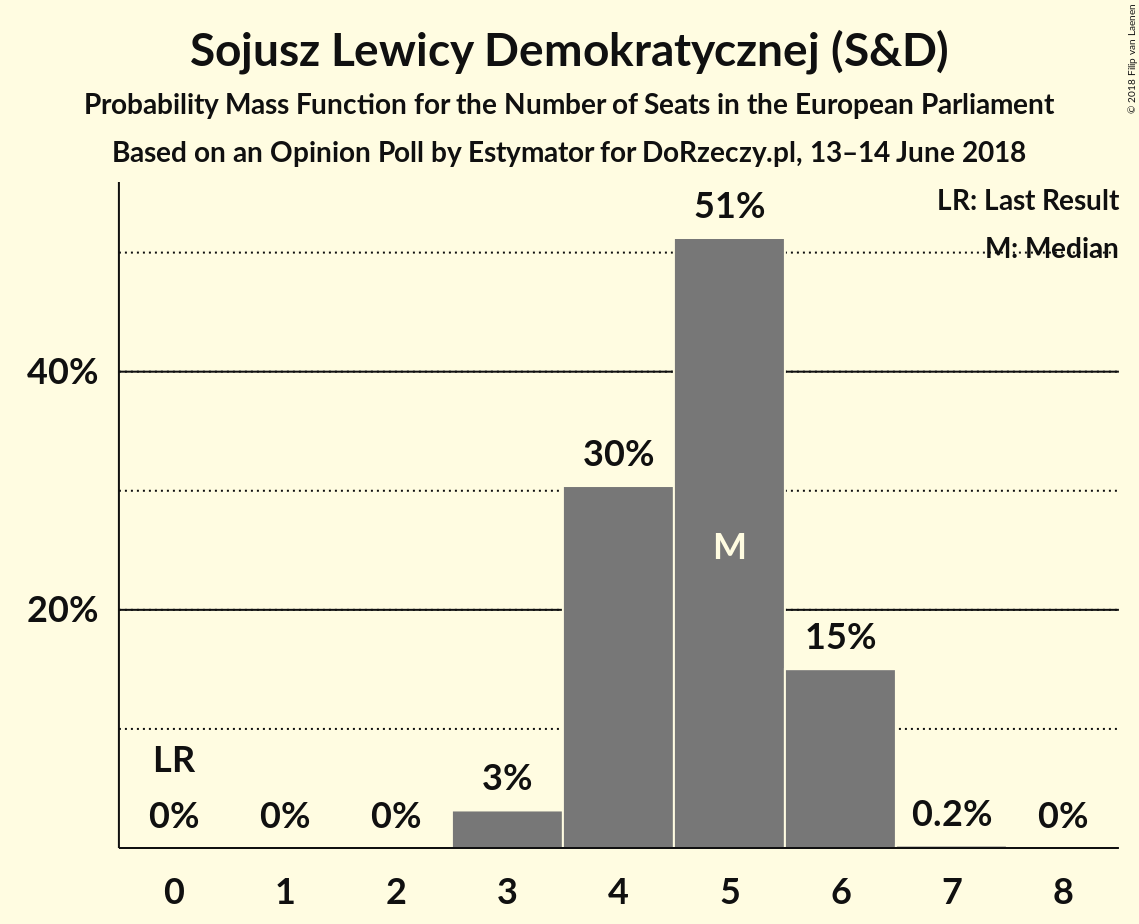 Sojusz Lewicy Demokratycznej (S&D)
Probability Mass Function for the Number of Seats in the European Parliament
Based on an Opinion Poll by Estymator for DoRzeczy.pl, 13–14 June 2018
© 2018 Filip van Laenen
LR: Last Result
M: Median
51%
40%
30%
M
20%
15%
LR
0%
0%
0%
3%
0.2%
0%
0
1
2
3
4
5
6
7
8